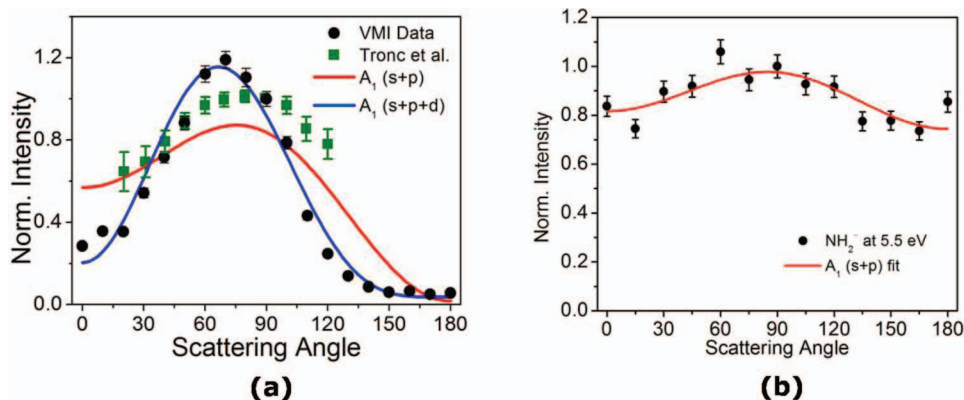 VMI Data
Tronc et al.
A1 (s+p)
A1 (s+p+d)
1.2
0.8
0.4
0.0
Norm. Intensity
0 30 60 90 120 150 180
Scattering Angle
(a)
1.2
1.0
0.8
0.6
0.4
0.2
0.0
Norm. Intensity
NH2− at 5.5 eV
A1 (s+p) fit
0 30 60 90 120 150 180
Scattering Angle
(b)